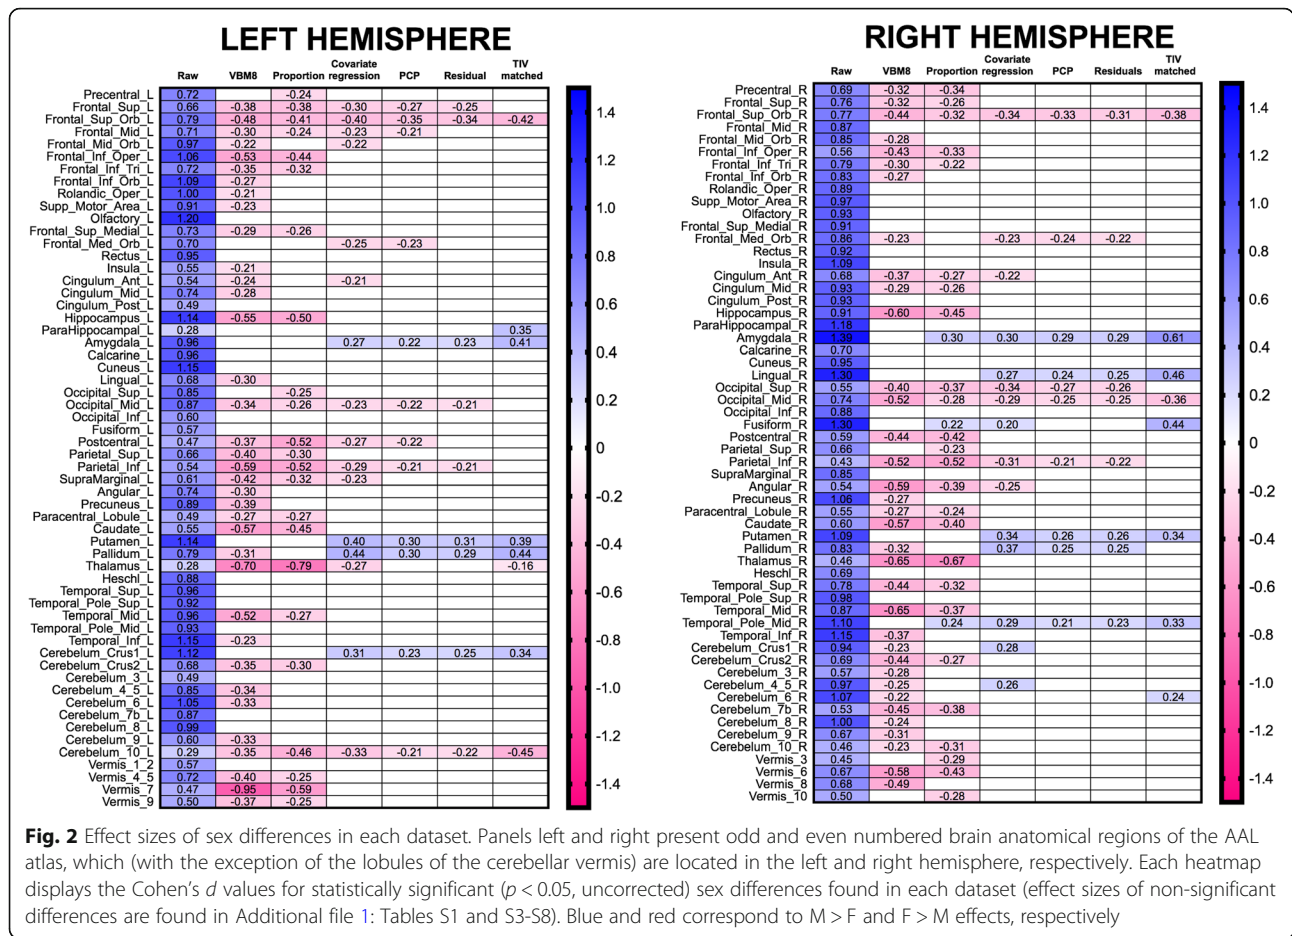 LEFT HEMISPHERE
Raw VBM8 Proportion Covariate regression PCP Residual TIV matched
Precentral_L 0.72 -0.24
Frontal_Sup_L 0.66 -0.38 -0.38 -0.30 -0.27 -0.25
Frontal_Sup_Orb_L 0.79 -0.48 -0.41 -0.40 -0.35 -0.34 -0.42
Frontal_Mid_L 0.71 -0.30 -0.24 -0.23 -0.21
Frontal_Mid_Orb_L 0.97 -0.22 -0.22
Frontal_Inf_Oper_L 1.06 -0.53 -0.44
Frontal_Inf_Tri_L 0.72 -0.35 -0.32
Frontal_Inf_Orb_L 1.09 -0.27
Rolandic_Oper_L 1.00 -0.21
Supp_Motor_Area_L 0.91 -0.23
Olfactory_L 1.20
Frontal_Sup_Medial_L 0.73 -0.29 -0.26
Frontal_Med_Orb_L 0.70 -0.25 -0.23
Rectus_L 0.95
Insula_L 0.55 -0.21
Cingulum_Ant_L 0.54 -0.24 -0.21
Cingulum_Mid_L 0.74 -0.28
Cingulum_Post_L 0.49
Hippocampus_L 1.14 -0.55 -0.50
ParaHippocampal_L 0.28 0.35
Amygdala_L 0.96 0.27 0.22 0.23 0.41
Calcarine_L 0.96
Cuneus_L 1.15
Lingual_L 0.68 -0.30
Occipital_Sup_L 0.85 -0.25
Occipital_Mid_L 0.87 -0.34 -0.26 -0.23 -0.22 -0.21
Occipital_Inf_L 0.60
Fusiform_L 0.57
Postcentral_L 0.47 -0.37 -0.52 -0.27 -0.22
Parietal_Sup_L 0.66 -0.40 -0.30
Parietal_Inf_L 0.54 -0.59 -0.52 -0.29 -0.21 -0.21
SupraMarginal_L 0.61 -0.42 -0.32 -0.23
Angular_L 0.74 -0.30
Precuneus_L 0.89 -0.39
Paracentral_Lobule_L 0.49 -0.27 -0.27
Caudate_L 0.55 -0.57 -0.45
Putamen_L 1.14 0.40 0.30 0.31 0.39
Pallidum_L 0.79 -0.31 0.44 0.30 0.29 0.44
Thalamus_L 0.28 -0.70 -0.79 -0.27 -0.16
Heschl_L 0.88
Temporal_Sup_L 0.96
Temporal_Pole_Sup_L 0.92
Temporal_Mid_L 0.96 -0.52 -0.27
Temporal_Pole_Mid_L 0.93
Temporal_Inf_L 1.15 -0.23
Cerebelum_Crus1_L 1.12 0.31 0.23 0.25 0.34
Cerebelum_Crus2_L 0.68 -0.35 -0.30
Cerebelum_3_L 0.49
Cerebelum_4_5_L 0.85 -0.34
Cerebelum_6_L 1.05 -0.33
Cerebelum_7b_L 0.87
Cerebelum_8_L 0.99
Cerebelum_9_L 0.60 -0.33
Cerebelum_10_L 0.29 -0.35 -0.46 -0.33 -0.21 -0.22 -0.45
Vermis_1_2 0.57
Vermis_4_5 0.72 -0.40 -0.25
Vermis_7 0.47 -0.95 -0.59
Vermis_9 0.50 -0.37 -0.25
1.4
1.2
1.0
0.8
0.6
0.4
0.2
0
-0.2
-0.4
-0.6
-0.8
-1.0
-1.2
-1.4
RIGHT HEMISPHERE
Raw VBM8 Proportion Covariate regression PCP Residuals TIV matched
Precentral_R 0.69 -0.32 -0.34
Frontal_Sup_R 0.76 -0.32 -0.26
Frontal_Sup_Orb_R 0.77 -0.44 -0.32 -0.34 -0.33 -0.31 -0.38
Frontal_Mid_R 0.87
Frontal_Mid_Orb_R 0.85 -0.28
Frontal_Inf_Oper_R 0.56 -0.43 -0.33
Frontal_Inf_Tri_R 0.79 -0.30 -0.22
Frontal_Inf_Orb_R 0.83 -0.27
Rolandic_Oper_R 0.89
Supp_Motor_Area_R 0.97
Olfactory_R 0.93
Frontal_Sup_Medial_R 0.91
Frontal_Med_Orb_R 0.86 -0.23 -0.23 -0.24 -0.22
Rectus_R 0.92
Insula_R 1.09
Cingulum_Ant_R 0.68 -0.37 -0.27 -0.22
Cingulum_Mid_R 0.93 -0.29 -0.26
Cingulum_Post_R 0.93
Hippocampus_R 0.91 -0.60 -0.45
ParaHippocampal_R 1.18
Amygdala_R 1.39 0.30 0.30 0.29 0.29 0.61
Calcarine_R 0.70
Cuneus_R 0.95
Lingual_R 1.30 0.27 0.24 0.25 0.46
Occipital_Sup_R 0.55 -0.40 -0.37 -0.34 -0.27 -0.26
Occipital_Mid_R 0.74 -0.52 -0.28 -0.29 -0.25 -0.25 -0.36
Occipital_Inf_R 0.88
Fusiform_R 1.30 0.22 0.20 0.44
Postcentral_R 0.59 -0.44 -0.42
Parietal_Sup_R 0.66 -0.23
Parietal_Inf_R 0.43 -0.52 -0.52 -0.31 -0.21 -0.22
SupraMarginal_R 0.85
Angular_R 0.54 -0.59 -0.39 -0.25
Precuneus_R 1.06 -0.27
Paracentral_Lobule_R 0.55 -0.27 -0.24
Caudate_R 0.60 -0.57 -0.40
Putamen_R 1.09 0.34 0.26 0.26 0.34
Pallidum_R 0.83 -0.32 0.37 0.25 0.25
Thalamus_R 0.46 -0.65 -0.67
Heschl_R 0.69
Temporal_Sup_R 0.78 -0.44 -0.32
Temporal_Pole_Sup_R 0.98
Temporal_Mid_R 0.87 -0.65 -0.37
Temporal_Pole_Mid_R 1.10 0.24 0.29 0.21 0.23 0.33
Temporal_Inf_R 1.15 -0.37
Cerebelum_Crus1_R 0.94 -0.23 0.28
Cerebelum_Crus2_R 0.69 -0.44 -0.27
Cerebelum_3_R 0.57 -0.28
Cerebelum_4_5_R 0.97 -0.25 0.26
Cerebelum_6_R 1.07 -0.22 0.24
Cerebelum_7b_R 0.53 -0.45 -0.38
Cerebelum_8_R 1.00 -0.24
Cerebelum_9_R 0.67 -0.31
Cerebelum_10_R 0.46 -0.23 -0.31
Vermis_3 0.45 -0.29
Vermis_6 0.67 -0.58 -0.43
Vermis_8 0.68 -0.49
Vermis_10 0.50 -0.28
1.4
1.2
1.0
0.8
0.6
0.4
0.2
0
-0.2
-0.4
-0.6
-0.8
-1.0
-1.2
-1.4
Fig. 2 Effect sizes of sex differences in each dataset. Panels left and right present odd and even numbered brain anatomical regions of the AAL
atlas, which (with the exception of the lobules of the cerebellar vermis) are located in the left and right hemisphere, respectively. Each heatmap
displays the Cohen's d values for statistically significant (p < 0.05, uncorrected) sex differences found in each dataset (effect sizes of non-significant
differences are found in Additional file 1: Tables S1 and S3-S8). Blue and red correspond to M > F and F > M effects, respectively